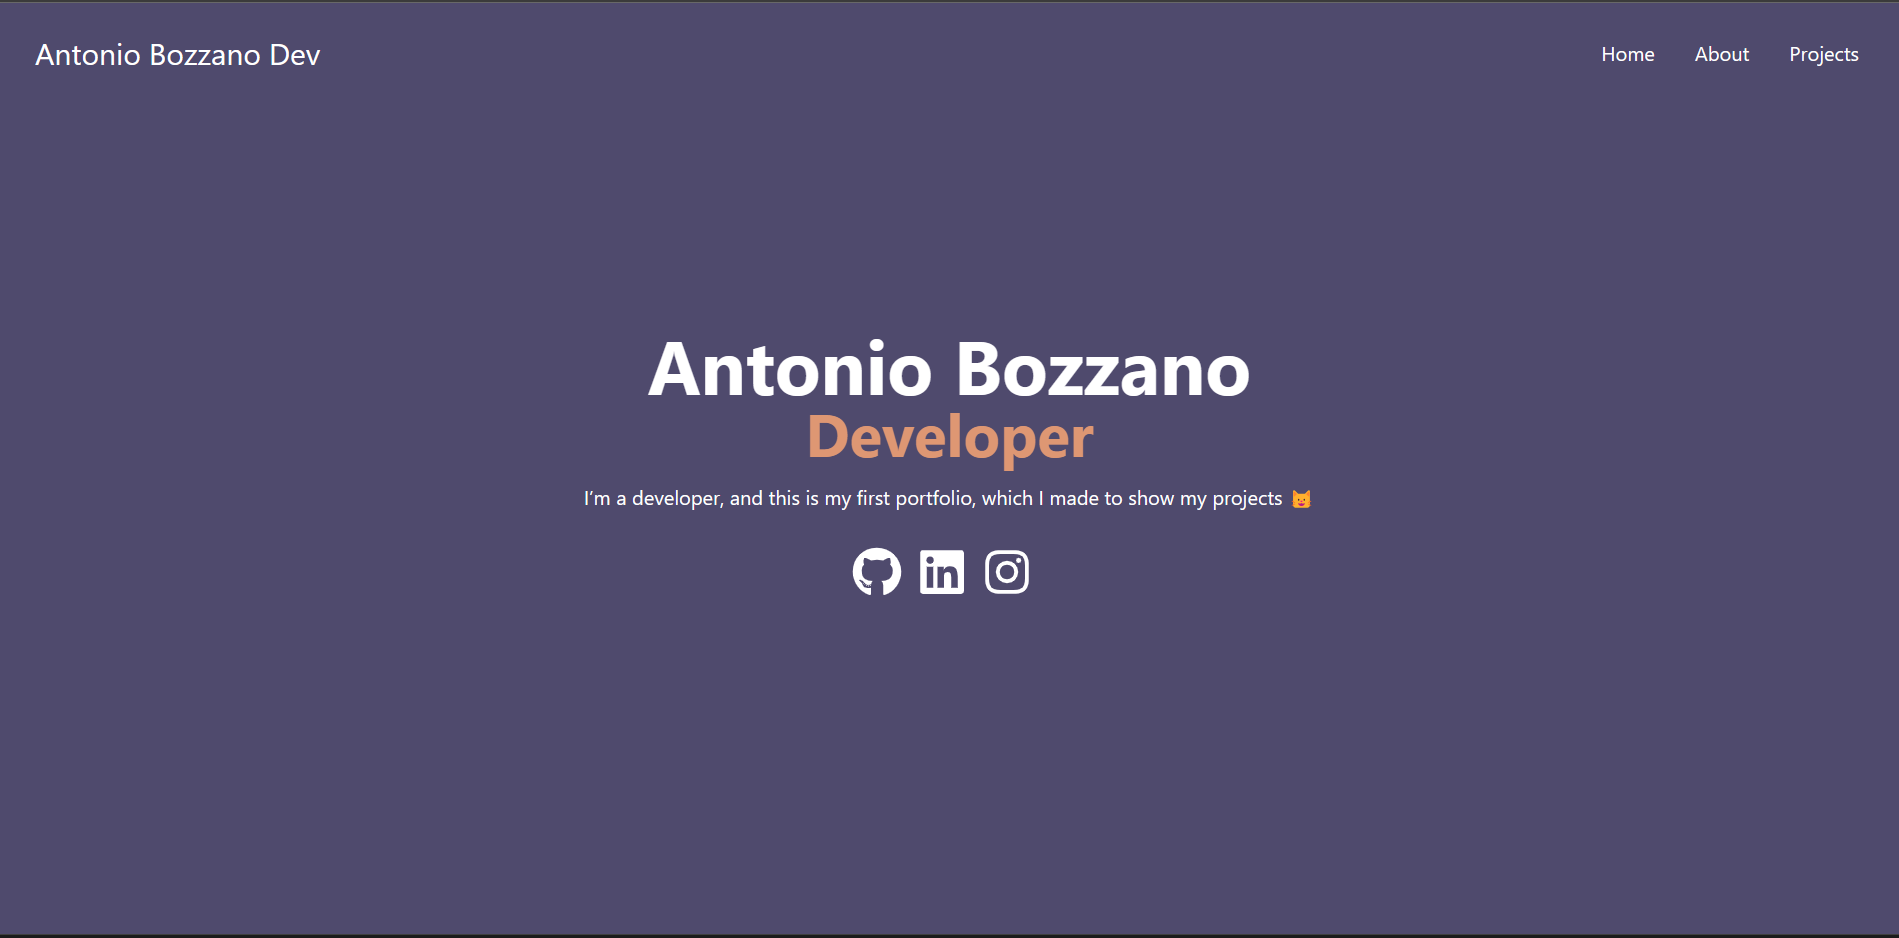 Antonio Bozzano Dev
Home About Projects
Antonio Bozzano
Developer
I’m a developer, and this is my first portfolio, which I made to show my projects 🐱
in